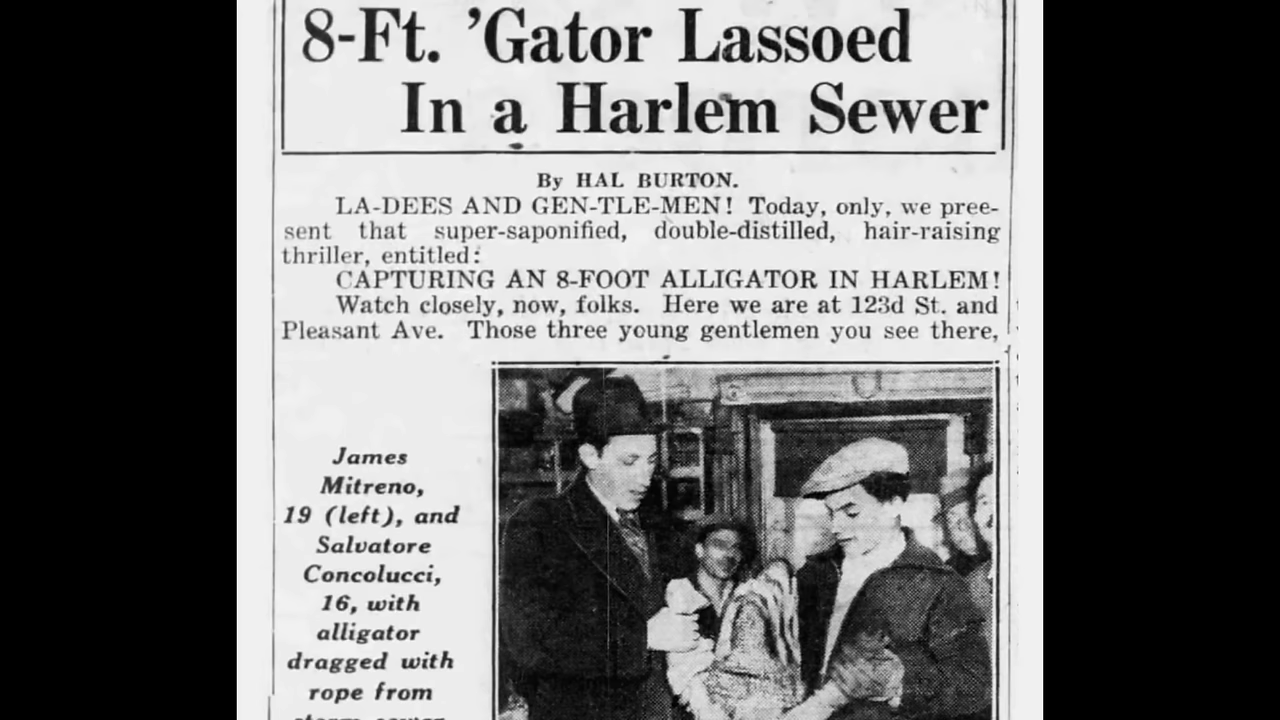 8-Ft. 'Gator Lassoed
In a Harlem Sewer
By HAL BURTON.
LA-DEES AND GEN-TLE-MEN! Today, only, we pree-
sent that super-saponified, double-distilled, hair-raising
thriller, entitled:
CAPTURING AN 8-FOOT ALLIGATOR IN HARLEM!
Watch closely, now, folks. Here we are at 123d St. and
Pleasant Ave. Those three young gentlemen you see there,
James
Mitreno,
19 (left), and
Salvatore
Concolucci,
16, with
alligator
dragged with
rope from
storm sewer